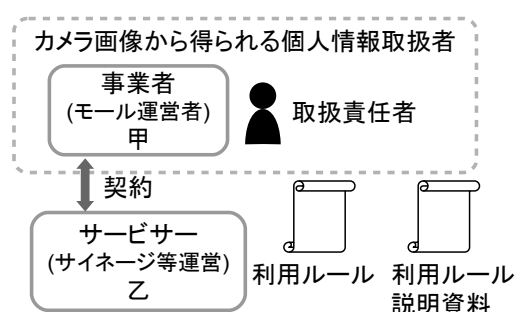 カメラ画像から得られる個人情報取扱者
事業者
(モール運営者)
甲
取扱責任者
契約
サービサー
(サイネージ等運営)
乙
利用ルール
利用ルール
説明資料